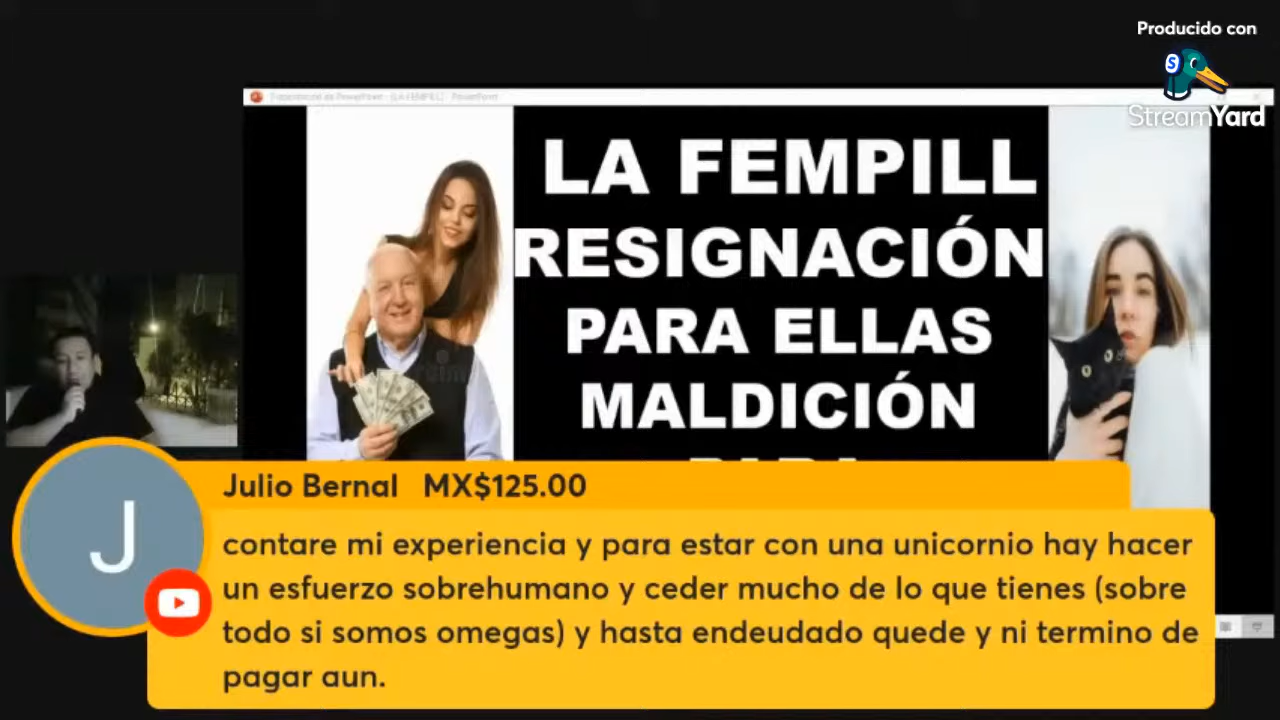 Producido con
S
StreamYard
LA FEMPILL
RESIGNACIÓN
PARA ELLAS
MALDICIÓN
PARA
J
Julio Bernal MX$125.00
contare mi experiencia y para estar con una unicornio hay hacer
un esfuerzo sobrehumano y ceder mucho de lo que tienes (sobre
todo si somos omegas) y hasta endeudado quede y ni termino de
pagar aun.